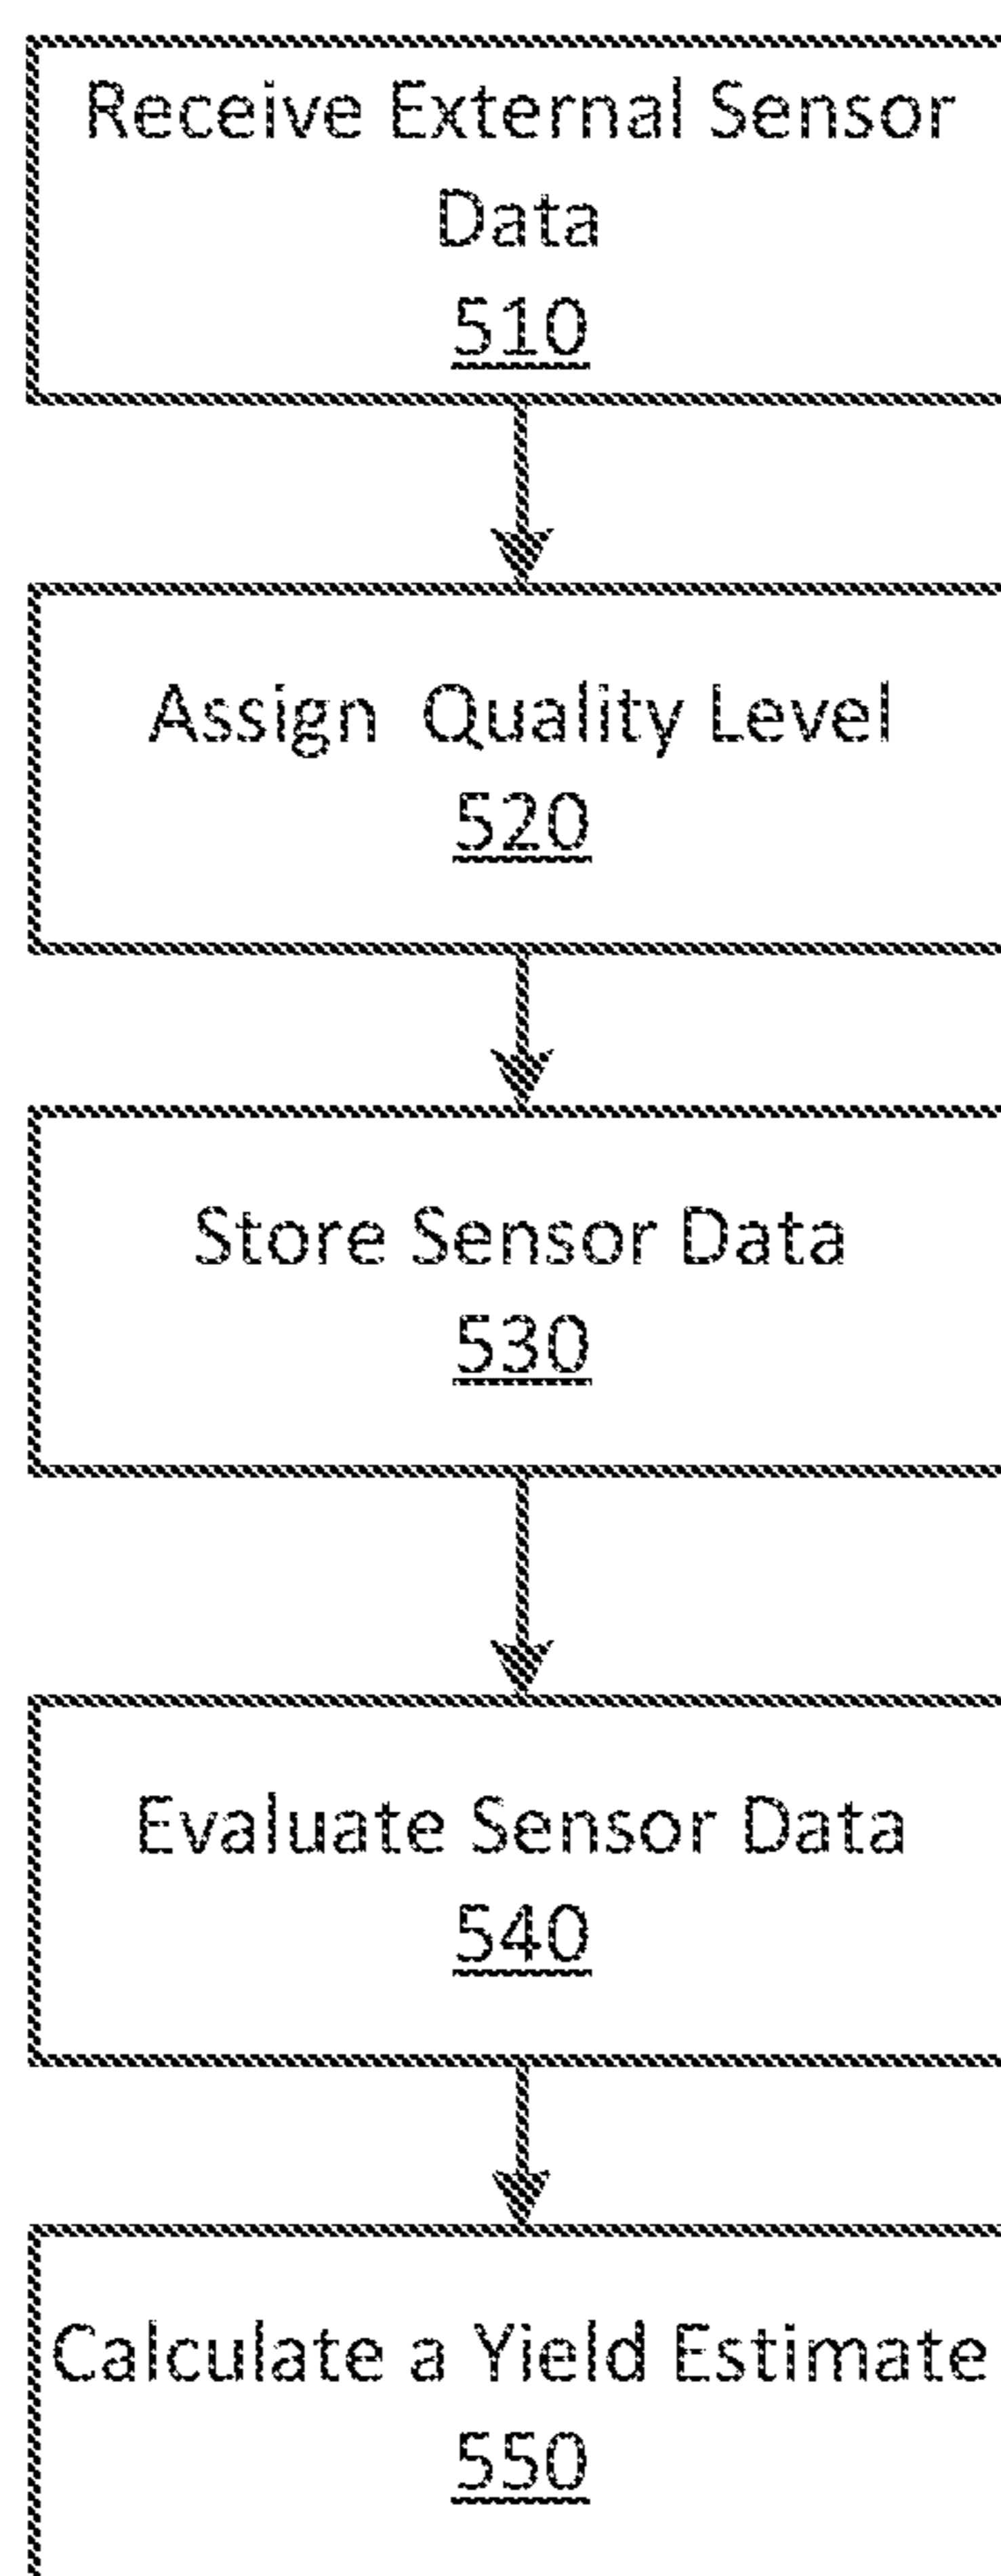 Receive External Sensor
Data
510
Assign Quality Level
520
Store Sensor Data
530
Evaluate Sensor Data
540
Calculate a Yield Estimate
550